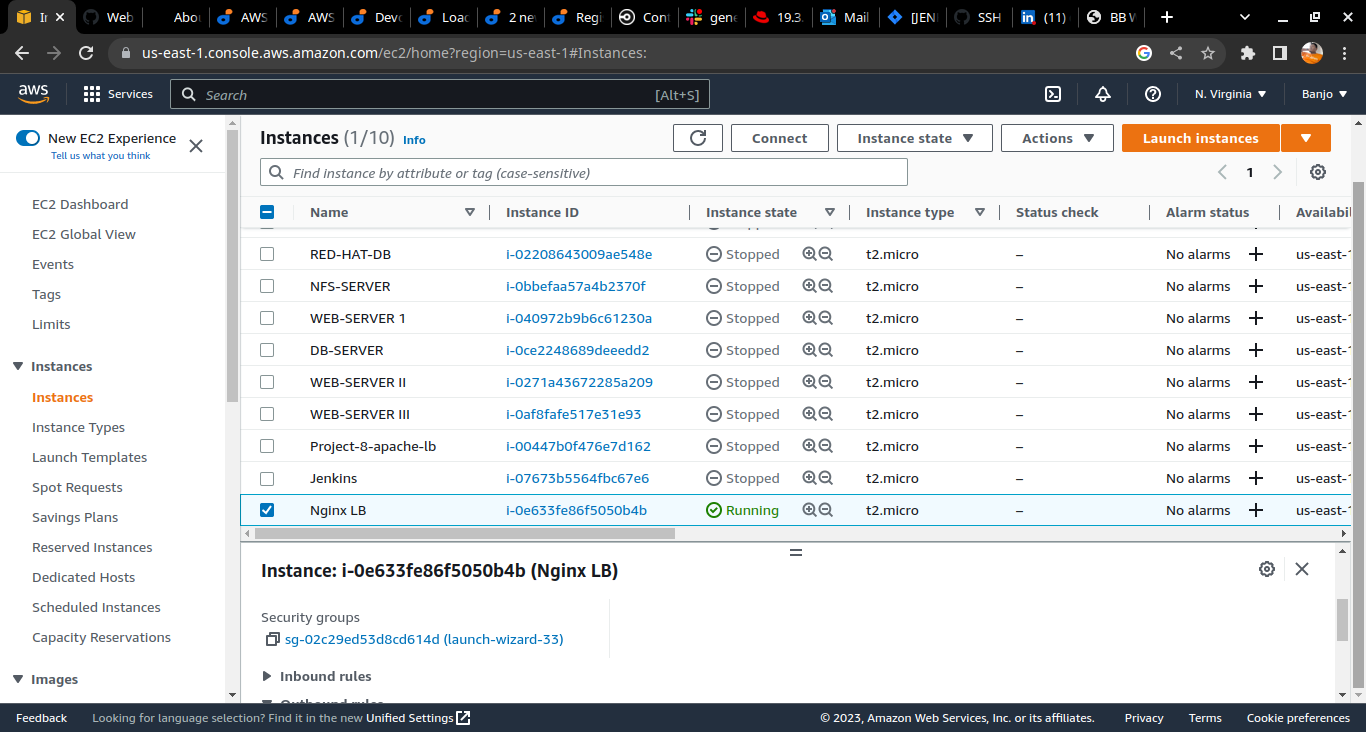 Web
Abo
AWS
AWS
Devo
Load
2 ne
Regi
Cont
gene
19.3.
Mail
[JEN
SSH
(11)
BB W
us-east-1.console.aws.amazon.com/ec2/home?region=us-east-1#Instances:
aws
Services
Search
[Alt+S]
N. Virginia
Banjo
New EC2 Experience
Tell us what you think
EC2 Dashboard
EC2 Global View
Events
Tags
Limits
Instances
Instances
Instance Types
Launch Templates
Spot Requests
Savings Plans
Reserved Instances
Dedicated Hosts
Scheduled Instances
Capacity Reservations
Images
Instances (1/10) Info
Connect
Instance state
Actions
Launch instances
Find instance by attribute or tag (case-sensitive)
1
Name Instance ID Instance state Instance type Status check Alarm status Availabil
RED-HAT-DB i-02208643009ae548e Stopped t2.micro – No alarms us-east-1
NFS-SERVER i-0bbefaa57a4b2370f Stopped t2.micro – No alarms us-east-1
WEB-SERVER 1 i-040972b9b6c61230a Stopped t2.micro – No alarms us-east-1
DB-SERVER i-0ce2248689deeedd2 Stopped t2.micro – No alarms us-east-1
WEB-SERVER II i-0271a43672285a209 Stopped t2.micro – No alarms us-east-1
WEB-SERVER III i-0af8fafe517e31e93 Stopped t2.micro – No alarms us-east-1
Project-8-apache-lb i-00447b0f476e7d162 Stopped t2.micro – No alarms us-east-1
Jenkins i-07673b5564fbc67e6 Stopped t2.micro – No alarms us-east-1
Nginx LB i-0e633fe86f5050b4b Running t2.micro – No alarms us-east-1
Instance: i-0e633fe86f5050b4b (Nginx LB)
Security groups
sg-02c29ed53d8cd614d (launch-wizard-33)
Inbound rules
Outbound rules
Feedback
Looking for language selection? Find it in the new Unified Settings
© 2023, Amazon Web Services, Inc. or its affiliates.
Privacy
Terms
Cookie preferences